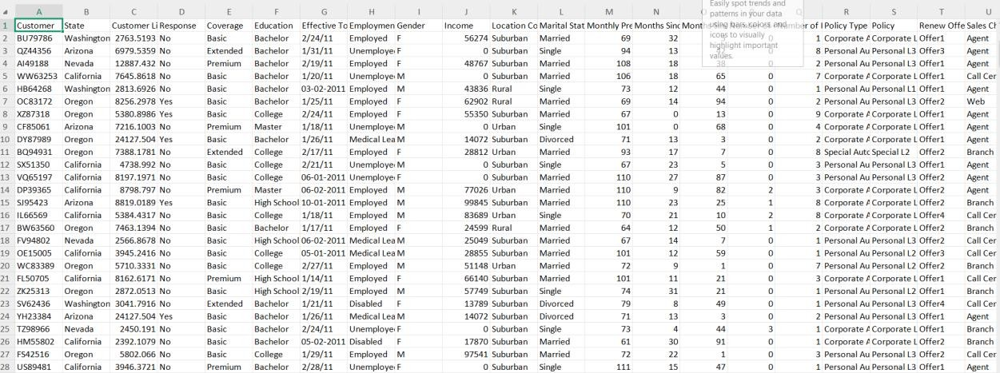 A B C D E F G H I J K L M N O P Q R S T U
Easily spot trends and
patterns in your data
using bars, colors, and
icons to visually
highlight important
values.
1 Customer State Customer Li Response Coverage Education Effective To Employmen Gender Income Location Co Marital Stat Monthly Pre Months Sinc Month of I Policy Type Policy Renew Offe Sales Ch
2 BU79786 Washington 2763.5193 No Basic Bachelor 2/24/11 Employed F 56274 Suburban Married 69 32 0 1 Corporate A Corporate L Offer1 Agent
3 QZ44356 Arizona 6979.5359 No Extended Bachelor 1/31/11 Unemploye F 0 Suburban Single 94 13 42 0 8 Personal Au Personal L3 Offer3 Agent
4 AI49188 Nevada 12887.432 No Premium Bachelor 2/19/11 Employed F 48767 Suburban Married 108 18 38 0 2 Personal Au Personal L3 Offer1 Agent
5 WW63253 California 7645.8618 No Basic Bachelor 1/20/11 Unemploye M 0 Suburban Married 106 18 65 0 7 Corporate A Corporate L Offer1 Call Cer
6 HB64268 Washington 2813.6926 No Basic Bachelor 03-02-2011 Employed M 43836 Rural Single 73 12 44 0 1 Personal Au Personal L1 Offer1 Agent
7 OC83172 Oregon 8256.2978 Yes Basic Bachelor 1/25/11 Employed F 62902 Rural Married 69 14 94 0 2 Personal Au Personal L3 Offer2 Web
8 XZ87318 Oregon 5380.8986 Yes Basic College 2/24/11 Employed F 55350 Suburban Married 67 0 13 0 9 Corporate A Corporate L Offer1 Agent
9 CF85061 Arizona 7216.1003 No Premium Master 1/18/11 Unemploye M 0 Urban Single 101 0 68 0 4 Corporate A Corporate L Offer1 Agent
10 DY87989 Oregon 24127.504 Yes Basic Bachelor 1/26/11 Medical Lea M 14072 Suburban Divorced 71 13 3 0 2 Corporate A Corporate L Offer1 Agent
11 BQ94931 Oregon 7388.1781 No Extended College 2/17/11 Employed F 28812 Urban Married 93 17 7 0 8 Special Auto Special L2 Offer2 Branch
12 SX51350 California 4738.992 No Basic College 2/21/11 Unemploye M 0 Suburban Single 67 23 5 0 3 Personal Au Personal L3 Offer1 Agent
13 VQ65197 California 8197.1971 No Basic College 06-01-2011 Unemploye F 0 Suburban Married 110 27 87 0 3 Personal Au Personal L3 Offer2 Agent
14 DP39365 California 8798.797 No Premium Master 06-02-2011 Employed M 77026 Urban Married 110 9 82 2 3 Corporate A Corporate L Offer2 Agent
15 SJ95423 Arizona 8819.0189 Yes Basic High School 10-01-2011 Employed M 99845 Suburban Married 110 23 25 1 8 Corporate A Corporate L Offer2 Branch
16 IL66569 California 5384.4317 No Basic College 1/18/11 Employed M 83689 Urban Single 70 21 10 2 8 Corporate A Corporate L Offer4 Call Cer
17 BW63560 Oregon 7463.1394 No Basic Bachelor 1/17/11 Employed F 24599 Rural Married 64 12 50 1 2 Corporate A Corporate L Offer2 Branch
18 FV94802 Nevada 2566.8678 No Basic High School 06-02-2011 Medical Lea M 25049 Suburban Married 67 14 7 0 1 Personal Au Personal L3 Offer2 Call Cer
19 OE15005 California 3945.2416 No Basic College 05-01-2011 Medical Lea M 28855 Suburban Married 101 12 59 0 1 Personal Au Personal L2 Offer3 Call Cer
20 WC83389 Oregon 5710.3331 No Basic College 2/27/11 Employed M 51148 Urban Married 72 9 1 0 7 Personal Au Personal L2 Offer1 Branch
21 FL50705 California 8162.6171 No Premium High School 1/14/11 Employed F 66140 Suburban Married 101 11 21 0 3 Corporate A Corporate L Offer2 Branch
22 ZK25313 Oregon 2872.0513 No Basic High School 2/19/11 Employed M 57749 Suburban Single 74 31 21 0 1 Personal Au Personal L2 Offer1 Branch
23 SV62436 Washington 3041.7916 No Extended Bachelor 1/21/11 Disabled F 13789 Suburban Divorced 79 8 49 0 1 Personal Au Personal L3 Offer4 Call Cer
24 YH23384 Arizona 24127.504 Yes Basic Bachelor 1/26/11 Medical Lea M 14072 Suburban Divorced 71 13 3 0 2 Personal Au Personal L3 Offer1 Agent
25 TZ98966 Nevada 2450.191 No Basic Bachelor 2/24/11 Unemploye F 0 Suburban Single 73 4 44 3 1 Corporate A Corporate L Offer1 Branch
26 HM55802 California 2392.1079 No Basic Bachelor 05-02-2011 Disabled F 17870 Suburban Married 61 30 91 0 1 Corporate A Corporate L Offer2 Branch
27 FS42516 Oregon 5802.066 No Basic College 1/29/11 Employed M 97541 Suburban Married 72 22 1 0 3 Personal Au Personal L3 Offer2 Call Cer
28 US89481 California 3946.3721 No Premium Bachelor 2/28/11 Unemploye F 0 Suburban Single 111 15 47 0 1 Personal Au Personal L3 Offer1 Agent